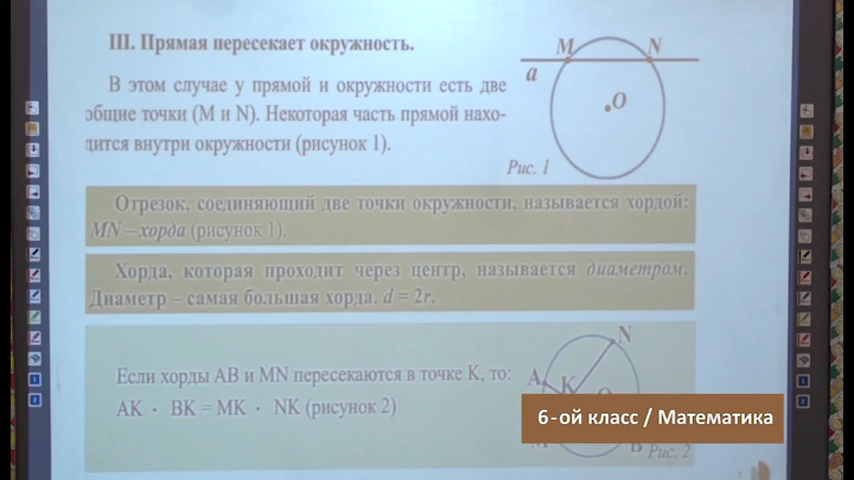 III. Прямая пересекает окружность.
В этом случае у прямой и окружности есть две
общие точки (M и N). Некоторая часть прямой нахо-
дится внутри окружности (рисунок 1).
M
N
a
O
Рис. 1
Отрезок, соединяющий две точки окружности, называется хордой:
MN – хорда (рисунок 1).
Хорда, которая проходит через центр, называется диаметром.
Диаметр – самая большая хорда. d = 2r.
Если хорды AB и MN пересекаются в точке K, то:
AK · BK = MK · NK (рисунок 2)
N
A
K
B
Рис. 2
6-ой класс / Математика